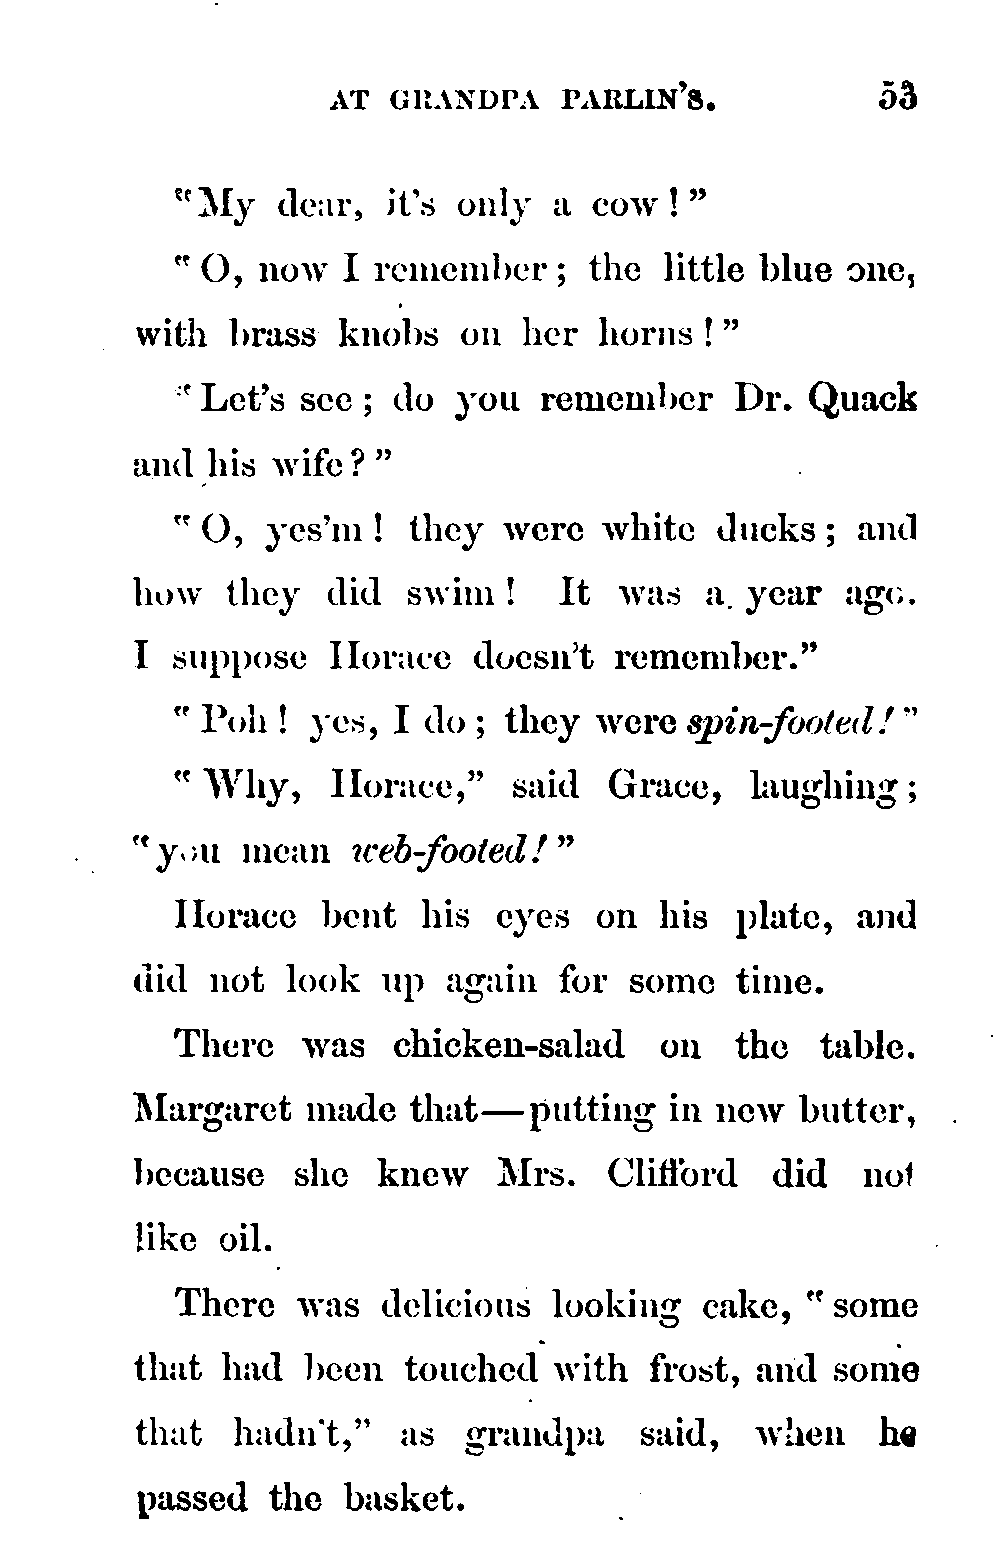 AT GRANDPA PARLIN'S. 53
"My dear, it's only a cow!"
"O, now I remember; the little blue one,
with brass knobs on her horns!"
"Let's see; do you remember Dr. Quack
and his wife?"
"O, yes'm! they were white ducks; and
how they did swim! It was a year ago.
I suppose Horace doesn't remember."
"Poh! yes, I do; they were spin-footed!"
"Why, Horace," said Grace, laughing;
"you mean web-footed!"
Horace bent his eyes on his plate, and
did not look up again for some time.
There was chicken-salad on the table.
Margaret made that—putting in new butter,
because she knew Mrs. Clifford did not
like oil.
There was delicious looking cake, "some
that had been touched with frost, and some
that hadn't," as grandpa said, when he
passed the basket.